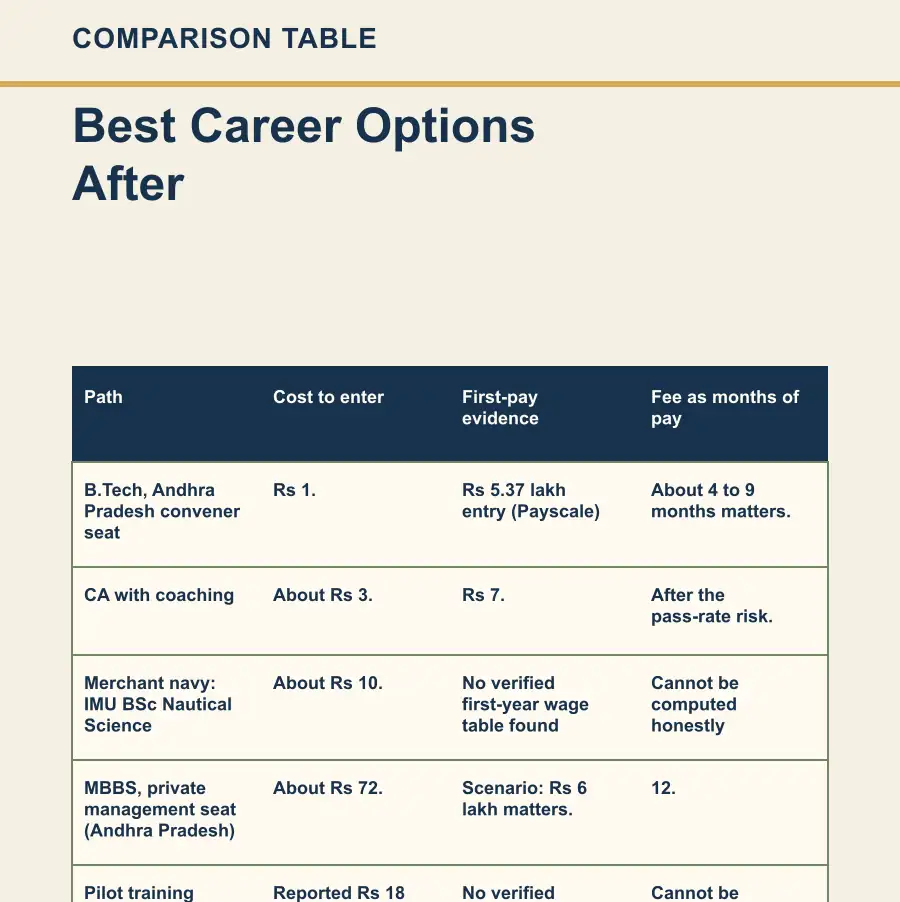 COMPARISON TABLE
Best Career Options
After
Path
Cost to enter
First-pay
evidence
Fee as months of
pay
B.Tech, Andhra
Pradesh convener
seat
Rs 1.
Rs 5.37 lakh
entry (Payscale)
About 4 to 9
months matters.
CA with coaching
About Rs 3.
Rs 7.
After the
pass-rate risk.
Merchant navy:
IMU BSc Nautical
Science
About Rs 10.
No verified
first-year wage
table found
Cannot be
computed
honestly
MBBS, private
management seat
(Andhra Pradesh)
About Rs 72.
Scenario: Rs 6
lakh matters.
12.
Pilot training
Reported Rs 18
No verified
Cannot be